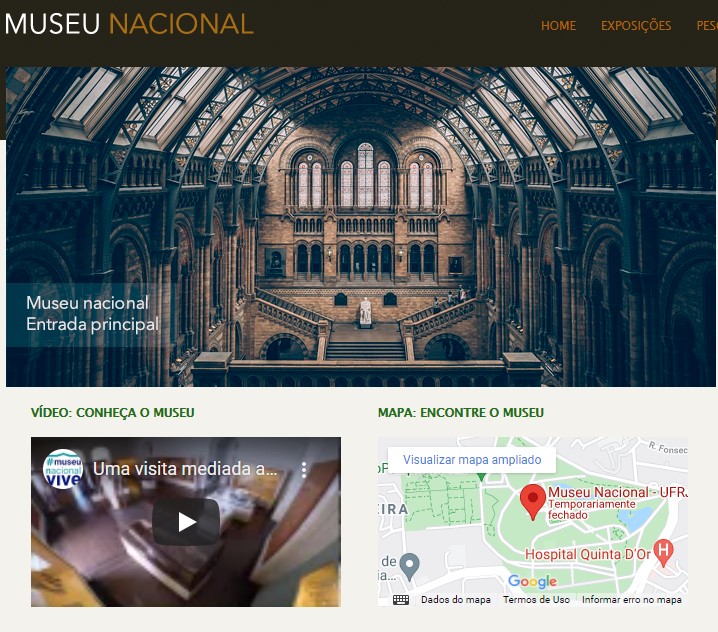 MUSEU NACIONAL
HOME EXPOSIÇÕES
Museu nacional
Entrada principal
VÍDEO: CONHEÇA O MUSEU
MAPA: ENCONTRE O MUSEU
#museu
nacional
vive
Uma visita mediada a...
Visualizar mapa ampliado
R. Fonsec
Museu Nacional - UFRJ
Temporariamente
fechado
EIRA
Hospital Quinta D'Or
H
de
ia...
Google
Dados do mapa Termos de Uso Informar erro no mapa